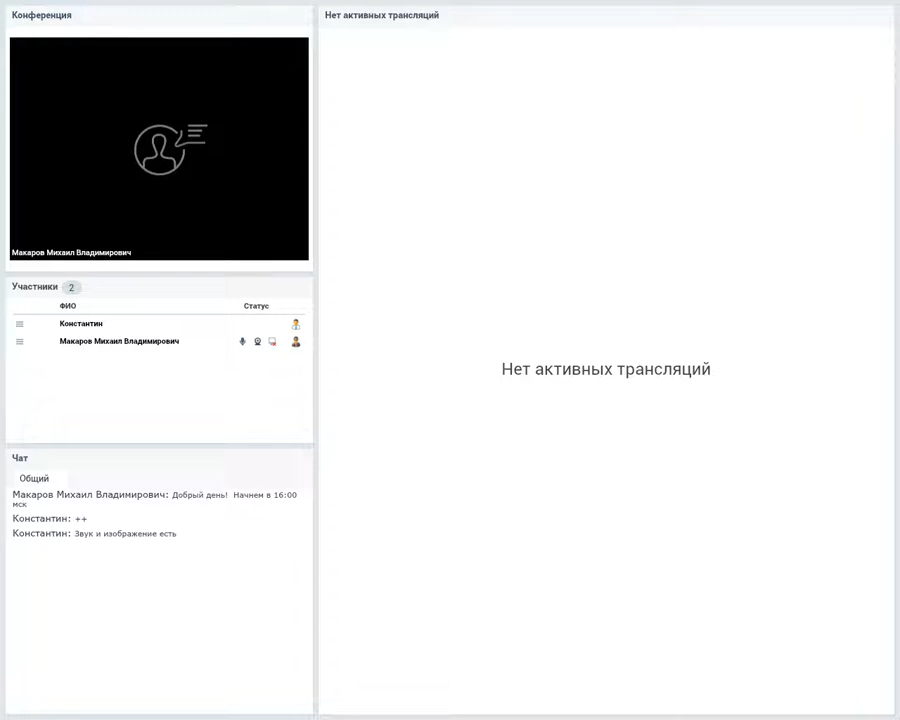 Конференция
Макаров Михаил Владимирович
Участники 2
ФИО Статус
Константин
Макаров Михаил Владимирович
Чат
Общий
Макаров Михаил Владимирович: Добрый день! Начнем в 16:00
мск
Константин: ++
Константин: Звук и изображение есть
Нет активных трансляций
Нет активных трансляций